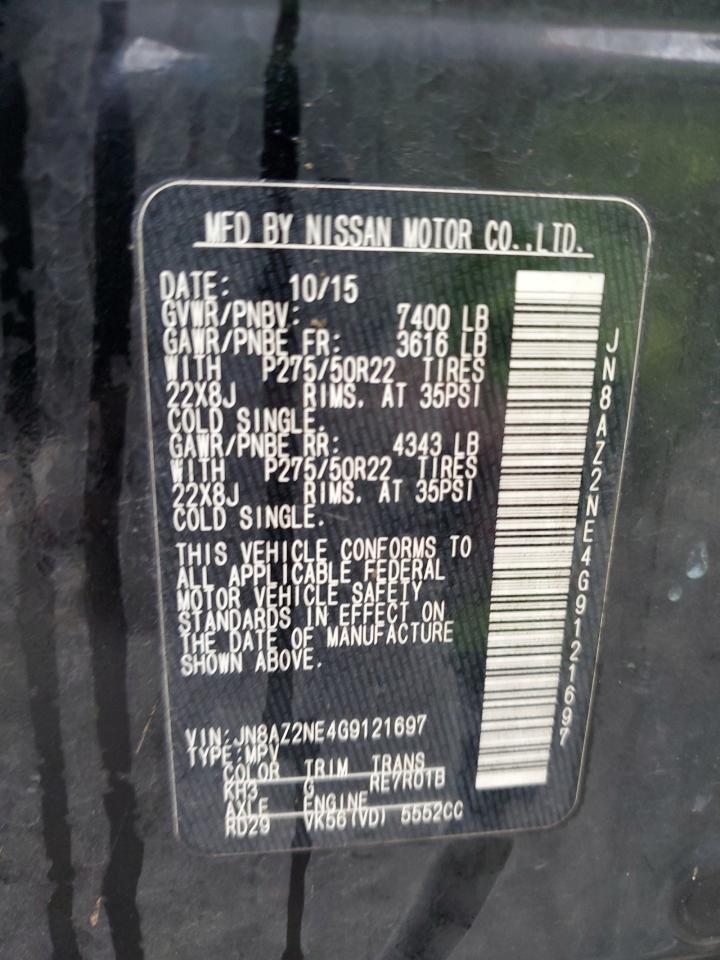 MFD BY NISSAN MOTOR CO.,LTD.
DATE: 10/15
GVWR/PNBV: 7400 LB
GAWR/PNBE FR: 3616 LB
WITH P275/50R22 TIRES
22X8J RIMS. AT 35PSI
COLD SINGLE.
GAWR/PNBE RR: 4343 LB
WITH P275/50R22 TIRES
22X8J RIMS. AT 35PSI
COLD SINGLE.
THIS VEHICLE CONFORMS TO
ALL APPLICABLE FEDERAL
MOTOR VEHICLE SAFETY
STANDARDS IN EFFECT ON
THE DATE OF MANUFACTURE
SHOWN ABOVE.
VIN:JN8AZ2NE4G9121697
TYPE:MPV
COLOR TRIM TRANS
KH3 G RE7R01B
AXLE ENGINE
RD29 VK56(VD) 5552CC
JN8AZ2NE4G9121697